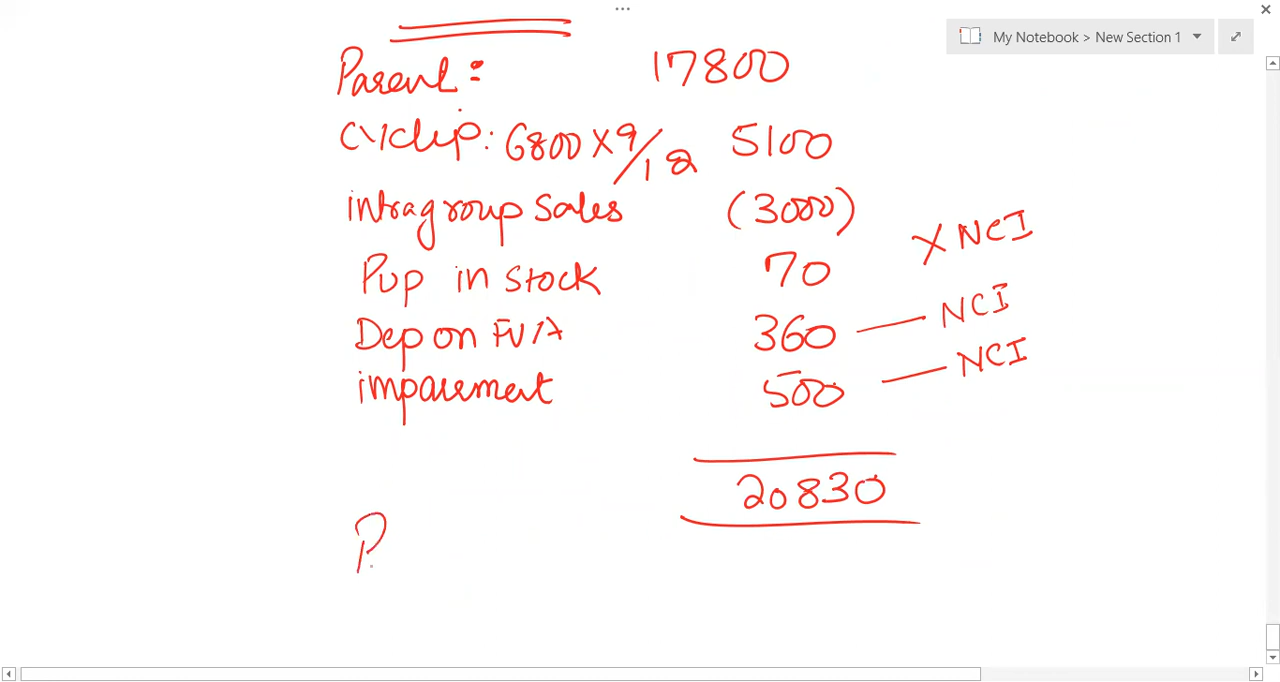 ...
My Notebook > New Section 1
Parent: 17800
Cyclip: 6800 X 9/12 5100
intragroup sales (3000)
X NCI
Pup in stock 70
Dep on FVA 360 — NCI
impairement 500 — NCI
20830
P